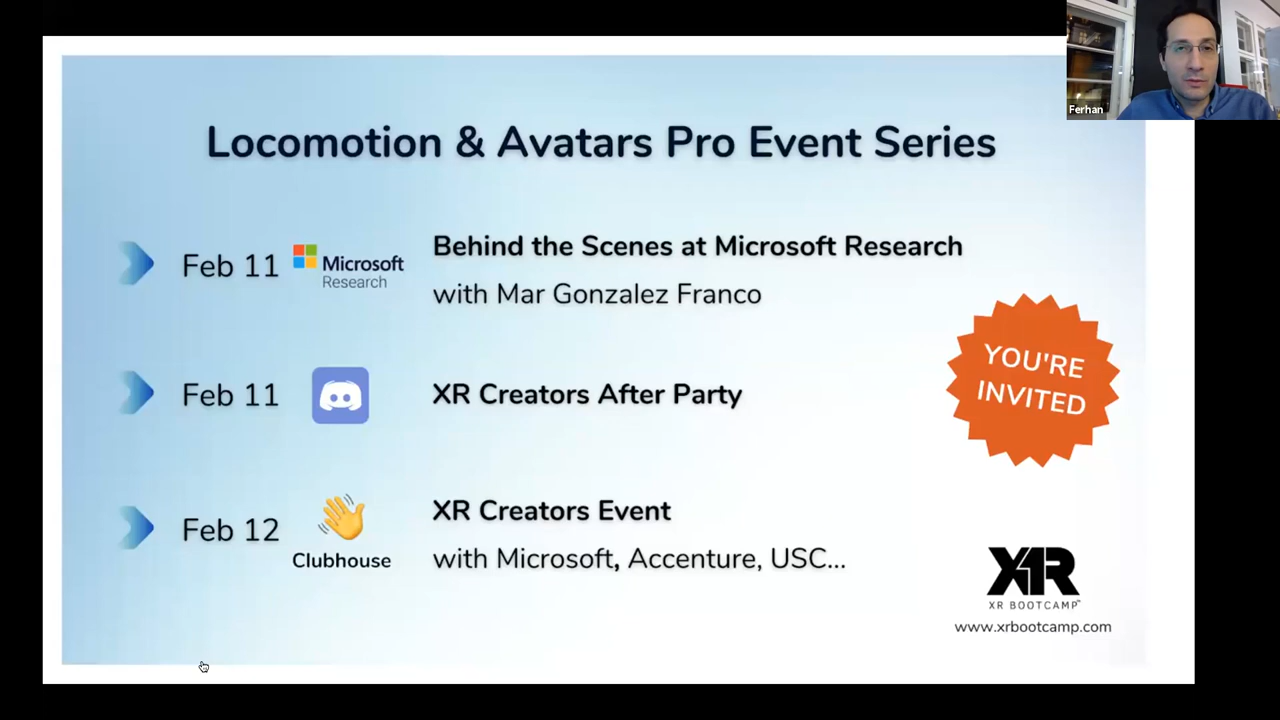 Ferhan
Locomotion & Avatars Pro Event Series
Feb 11
Microsoft
Research
Behind the Scenes at Microsoft Research
with Mar Gonzalez Franco
YOU'RE
INVITED
Feb 11
XR Creators After Party
Feb 12
Clubhouse
XR Creators Event
with Microsoft, Accenture, USC...
XR
XR BOOTCAMP™
www.xrbootcamp.com